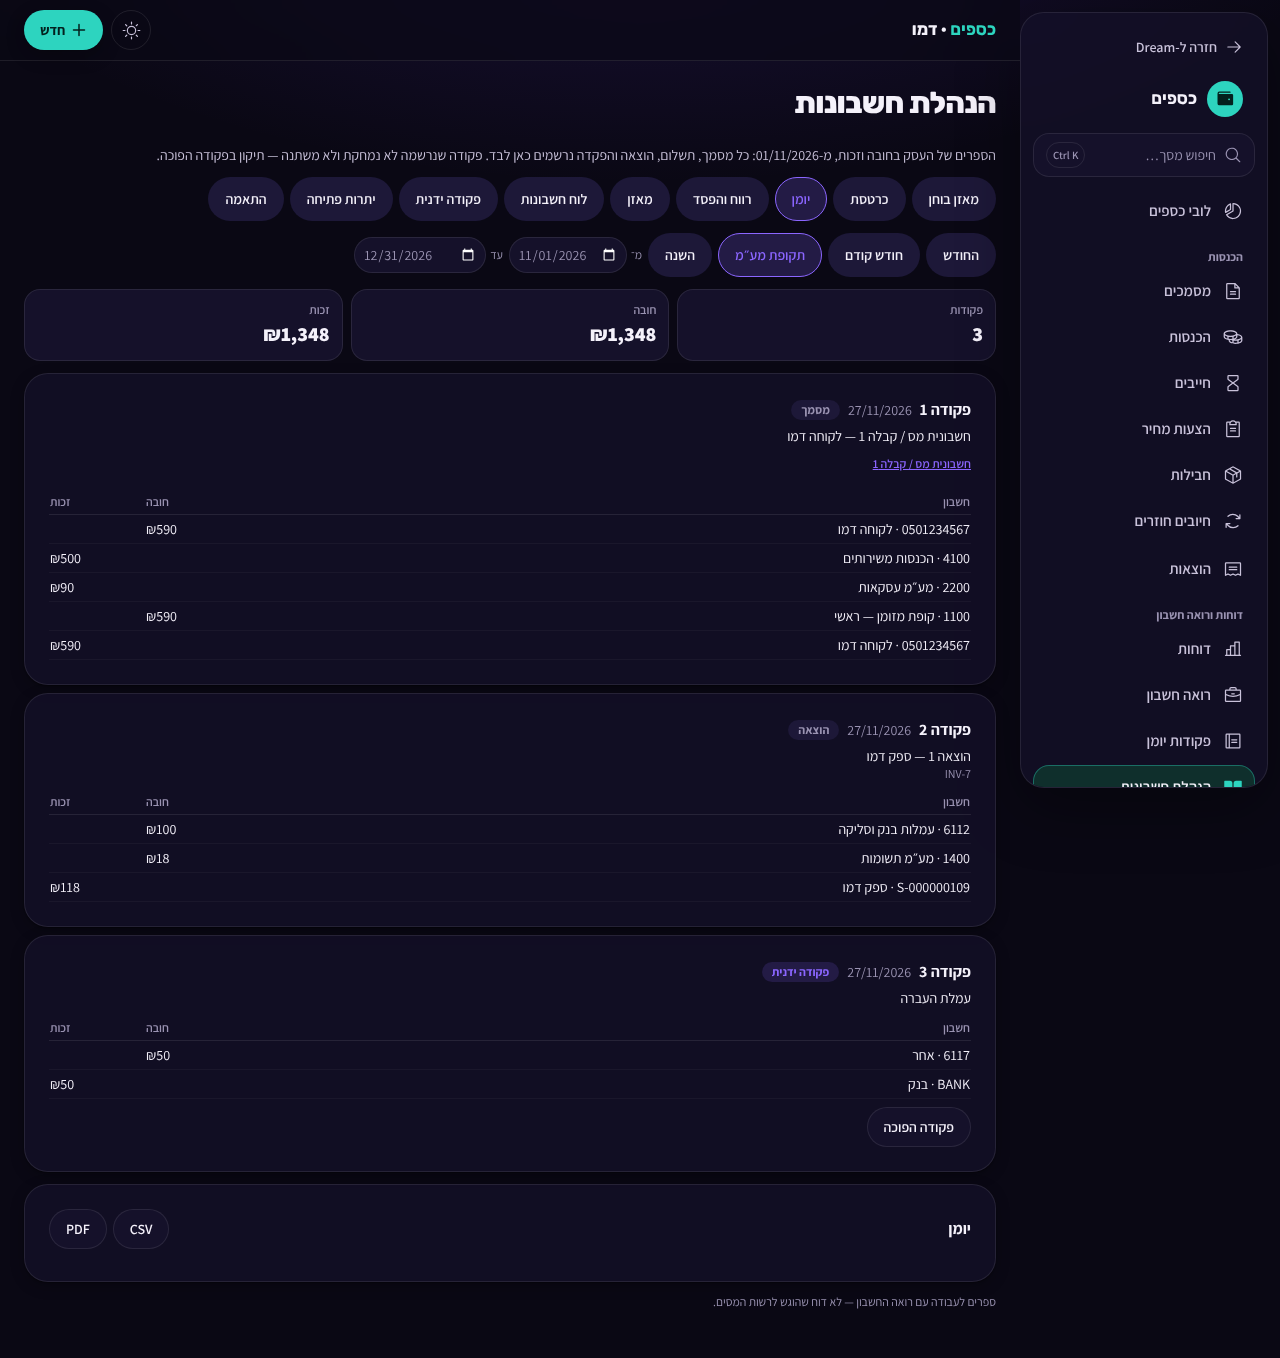 חזרה ל-Dream
כספים
חיפוש מסך…
Ctrl K
לובי כספים
הכנסות
מסמכים
הכנסות
חייבים
הצעות מחיר
חבילות
חיובים חוזרים
הוצאות
דוחות ורואה חשבון
דוחות
רואה חשבון
פקודות יומן
הנהלת חשבונות
כספים • דמו
חדש
הנהלת חשבונות
הספרים של העסק בחובה וזכות, מ-01/11/2026: כל מסמך, תשלום, הוצאה והפקדה נרשמים כאן לבד. פקודה שנרשמה לא נמחקת ולא משתנה — תיקון בפקודה הפוכה.
מאזן בוחן כרטסת יומן רווח והפסד מאזן לוח חשבונות פקודה ידנית יתרות פתיחה התאמה
החודש חודש קודם תקופת מע״מ השנה מ־ 11/01/2026 עד 12/31/2026
פקודות חובה זכות
3 ₪1,348 ₪1,348
פקודה 1 27/11/2026 מסמך
חשבונית מס / קבלה 1 — לקוחה דמו
חשבונית מס / קבלה 1
חשבון חובה זכות
0501234567 · לקוחה דמו ₪590
4100 · הכנסות משירותים ₪500
2200 · מע״מ עסקאות ₪90
1100 · קופת מזומן — ראשי ₪590
0501234567 · לקוחה דמו ₪590
פקודה 2 27/11/2026 הוצאה
הוצאה 1 — ספק דמו
INV-7
חשבון חובה זכות
6112 · עמלות בנק וסליקה ₪100
1400 · מע״מ תשומות ₪18
S-000000109 · ספק דמו ₪118
פקודה 3 27/11/2026 פקודה ידנית
עמלת העברה
חשבון חובה זכות
6117 · אחר ₪50
BANK · בנק ₪50
פקודה הפוכה
יומן CSV PDF
ספרים לעבודה עם רואה החשבון — לא דוח שהוגש לרשות המסים.